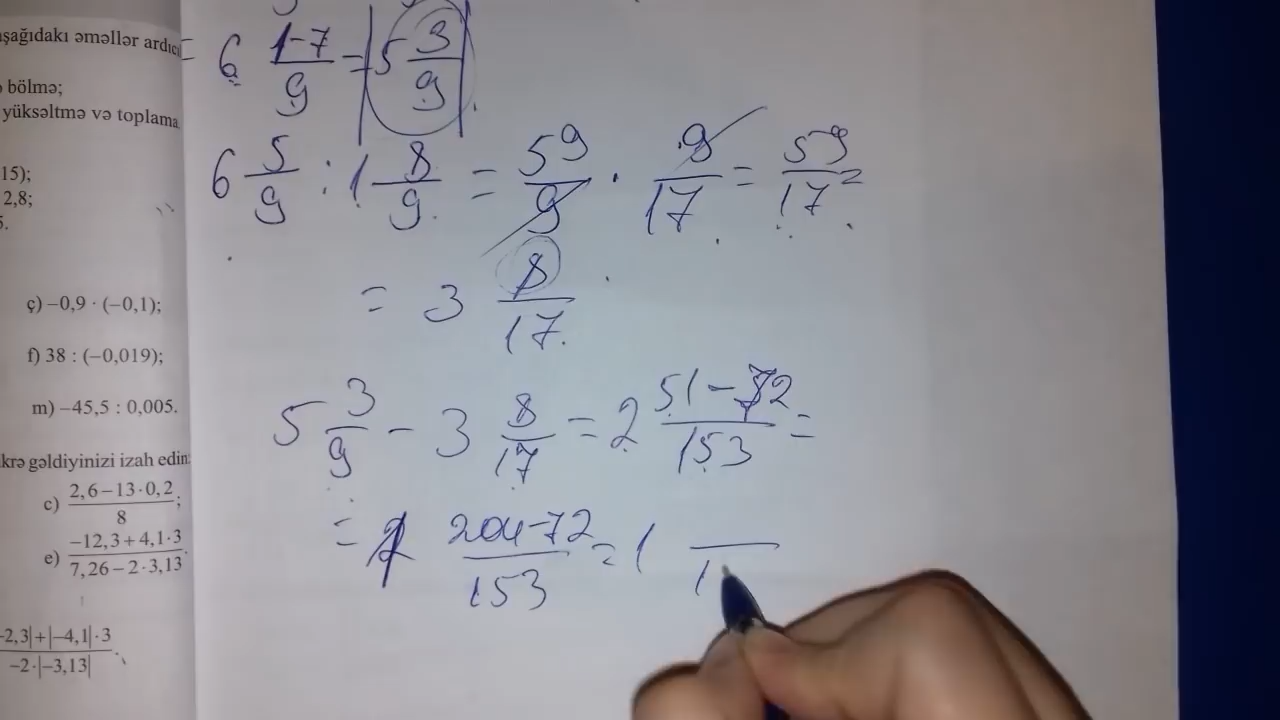 şağıdakı əməllər ardıcı
bölmə;
yüksəltmə və toplama
15);
2,8;
5.
ç) −0,9 · (−0,1);
f) 38 : (−0,019);
m) −45,5 : 0,005.
krə gəldiyinizi izah edin:
c) (2,6−13·0,2)/8;
e) (−12,3+4,1·3)/(7,26−2·3,13).
(−2,3|+|−4,1|·3)/(−2·|−3,13|)
= 6 (1-7)/9 = 5 3/9
6 5/9 : 1 8/9 = 59/9 · 9/17 = 59/17 =
= 3 8/17
5 3/9 − 3 8/17 = 2 (51−72)/153 =
= 1 (204−72)/153 = 1